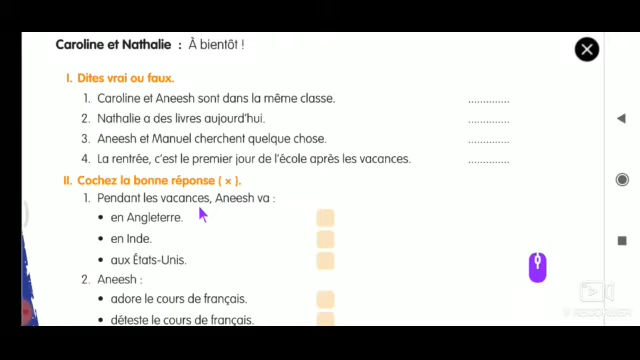 Caroline et Nathalie : À bientôt !
I. Dites vrai ou faux.
1. Caroline et Aneesh sont dans la même classe. ..............
2. Nathalie a des livres aujourd'hui. ..............
3. Aneesh et Manuel cherchent quelque chose. ..............
4. La rentrée, c'est le premier jour de l'école après les vacances. ..............
II. Cochez la bonne réponse ( × ).
1. Pendant les vacances, Aneesh va :
• en Angleterre.
• en Inde.
• aux États-Unis.
2. Aneesh :
• adore le cours de français.
• déteste le cours de français.